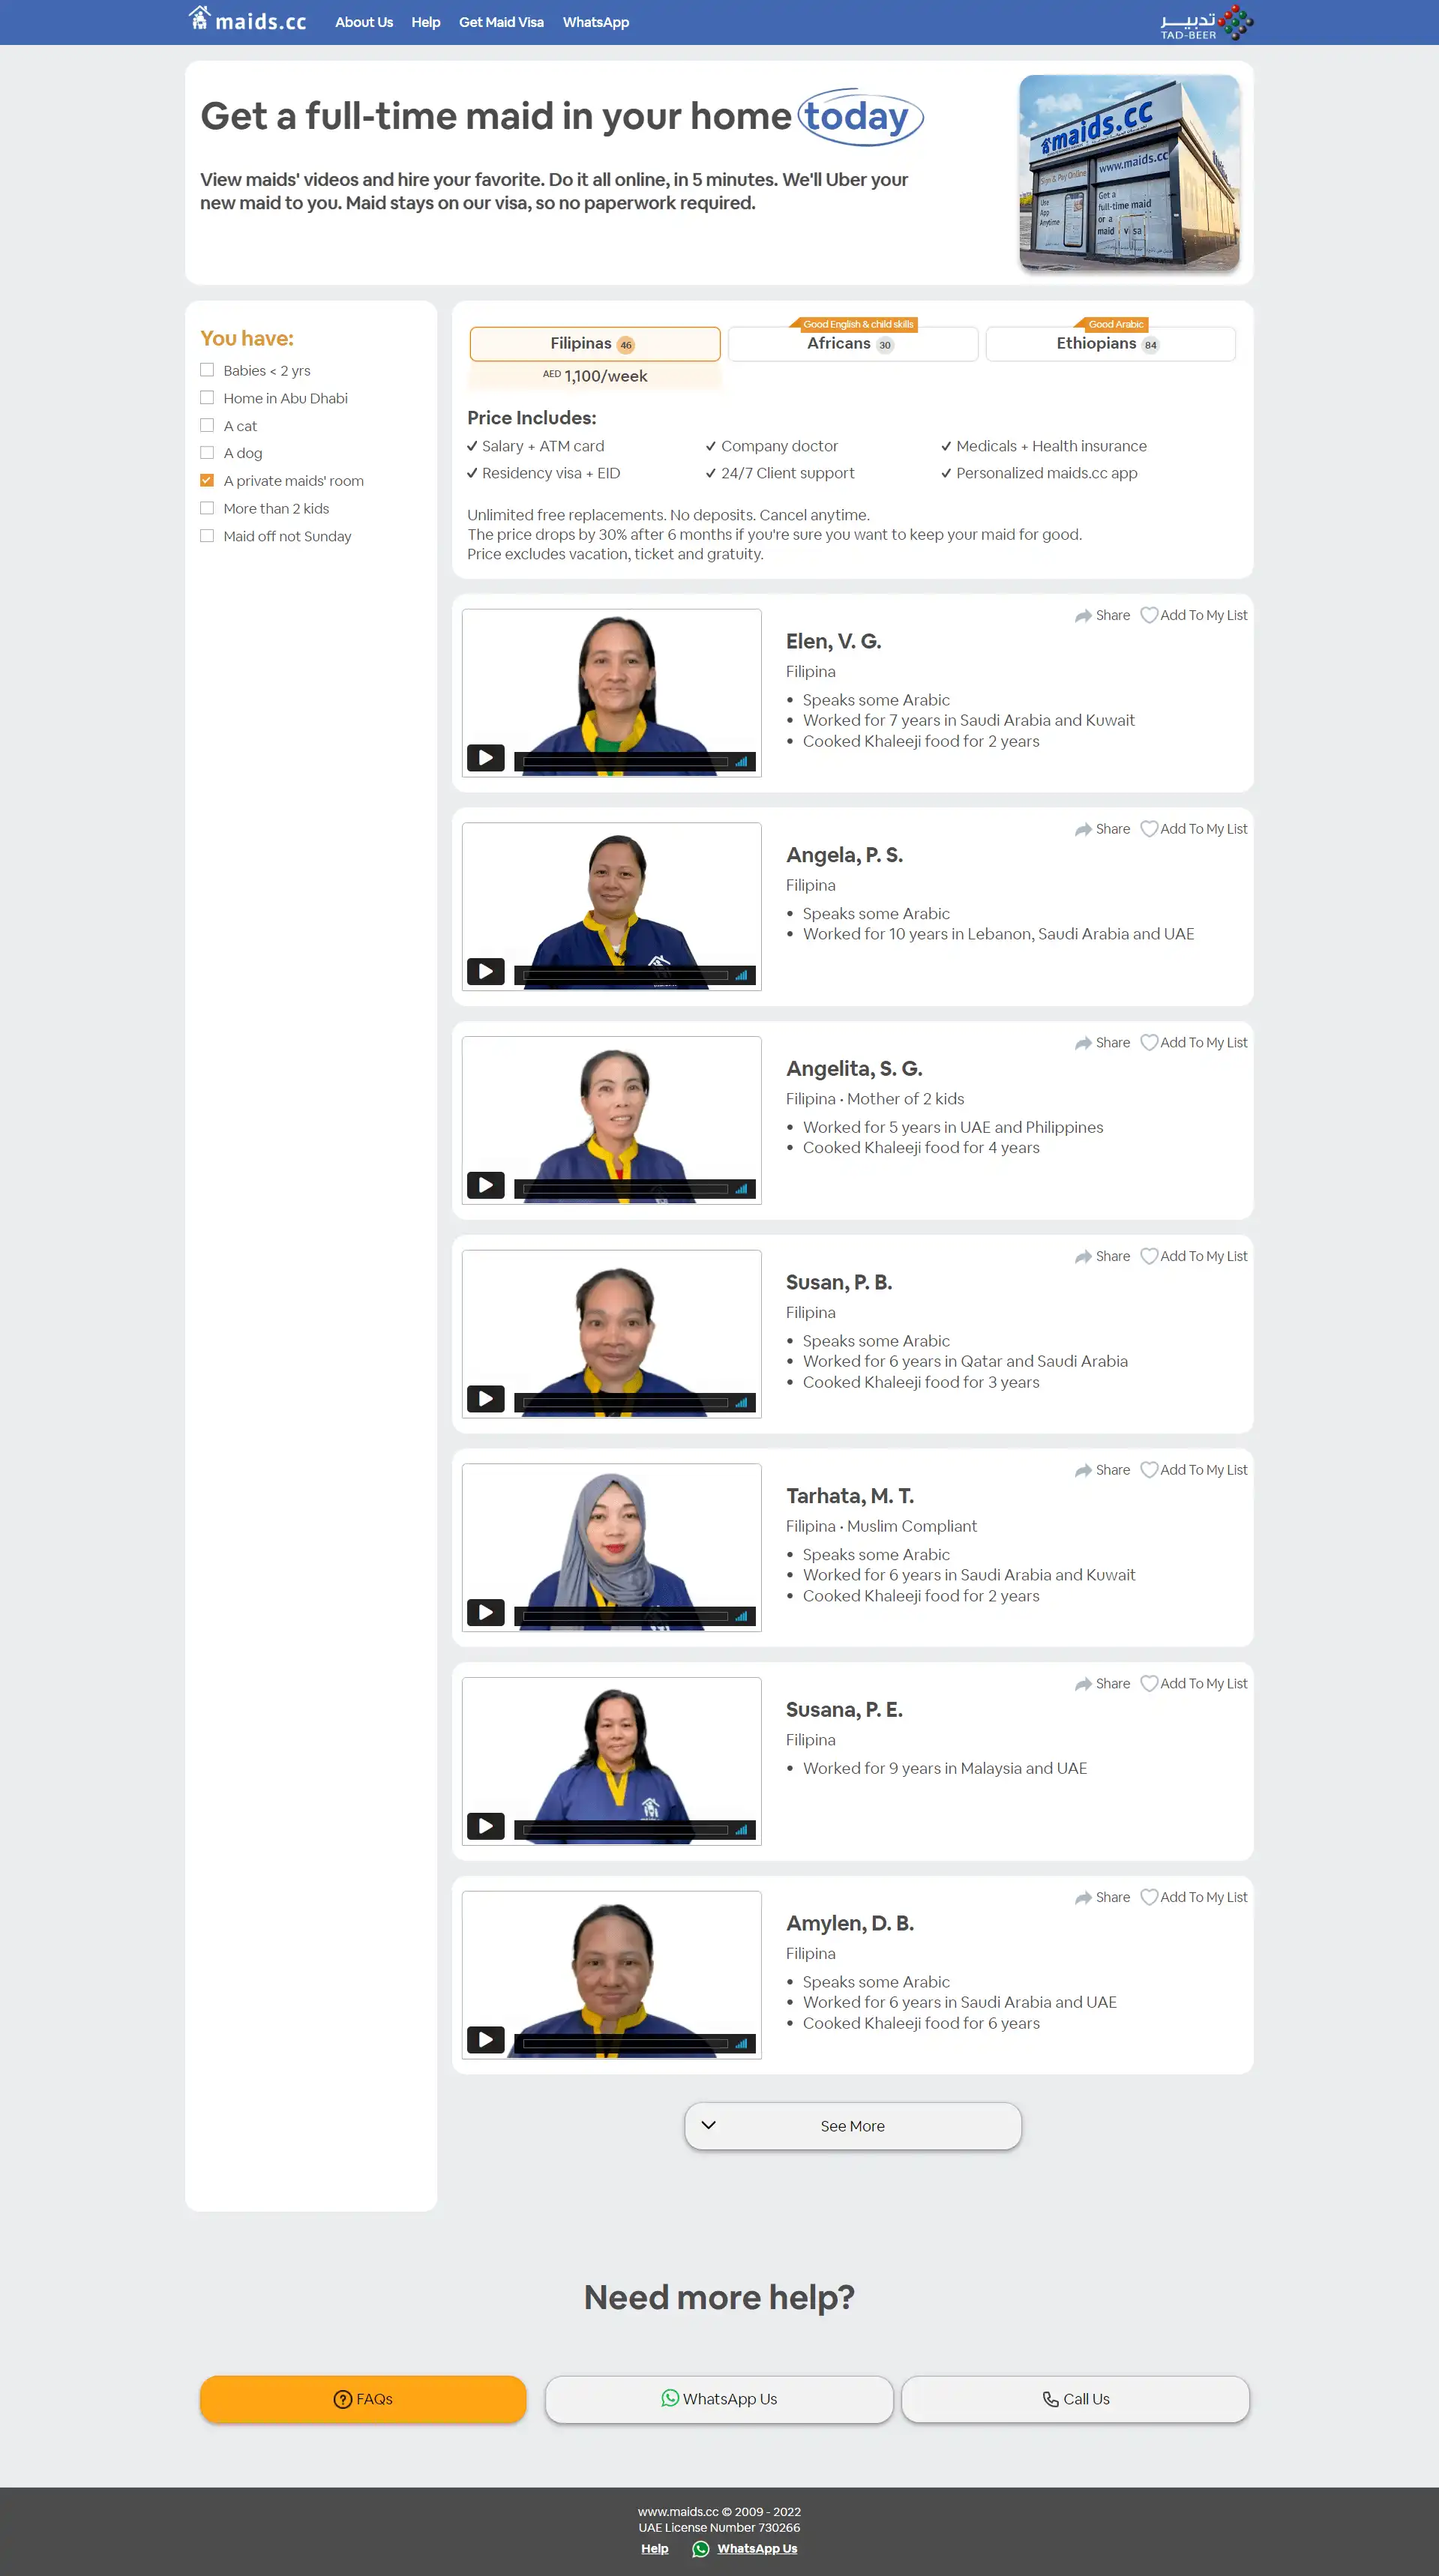 maids.cc
About Us
Help
Get Maid Visa
WhatsApp
تدبيـــر
TAD-BEER
Get a full-time maid in your home today
View maids' videos and hire your favorite. Do it all online, in 5 minutes. We'll Uber your
new maid to you. Maid stays on our visa, so no paperwork required.
maids.cc
Sign & Pay Online
www.maids.cc
Use
App
Anytime
Get a
full-time maid
or a
maid visa
You have:
Babies < 2 yrs
Home in Abu Dhabi
A cat
A dog
A private maids' room
More than 2 kids
Maid off not Sunday
Filipinas 46
AED 1,100/week
Good English & child skills
Africans 30
Good Arabic
Ethiopians 84
Price Includes:
Salary + ATM card
Company doctor
Medicals + Health insurance
Residency visa + EID
24/7 Client support
Personalized maids.cc app
Unlimited free replacements. No deposits. Cancel anytime.
The price drops by 30% after 6 months if you're sure you want to keep your maid for good.
Price excludes vacation, ticket and gratuity.
Share
Add To My List
Elen, V. G.
Filipina
• Speaks some Arabic
• Worked for 7 years in Saudi Arabia and Kuwait
• Cooked Khaleeji food for 2 years
Share
Add To My List
Angela, P. S.
Filipina
• Speaks some Arabic
• Worked for 10 years in Lebanon, Saudi Arabia and UAE
Share
Add To My List
Angelita, S. G.
Filipina • Mother of 2 kids
• Worked for 5 years in UAE and Philippines
• Cooked Khaleeji food for 4 years
Share
Add To My List
Susan, P. B.
Filipina
• Speaks some Arabic
• Worked for 6 years in Qatar and Saudi Arabia
• Cooked Khaleeji food for 3 years
Share
Add To My List
Tarhata, M. T.
Filipina • Muslim Compliant
• Speaks some Arabic
• Worked for 6 years in Saudi Arabia and Kuwait
• Cooked Khaleeji food for 2 years
Share
Add To My List
Susana, P. E.
Filipina
• Worked for 9 years in Malaysia and UAE
Share
Add To My List
Amylen, D. B.
Filipina
• Speaks some Arabic
• Worked for 6 years in Saudi Arabia and UAE
• Cooked Khaleeji food for 6 years
See More
Need more help?
FAQs
WhatsApp Us
Call Us
www.maids.cc © 2009 - 2022
UAE License Number 730266
Help
WhatsApp Us